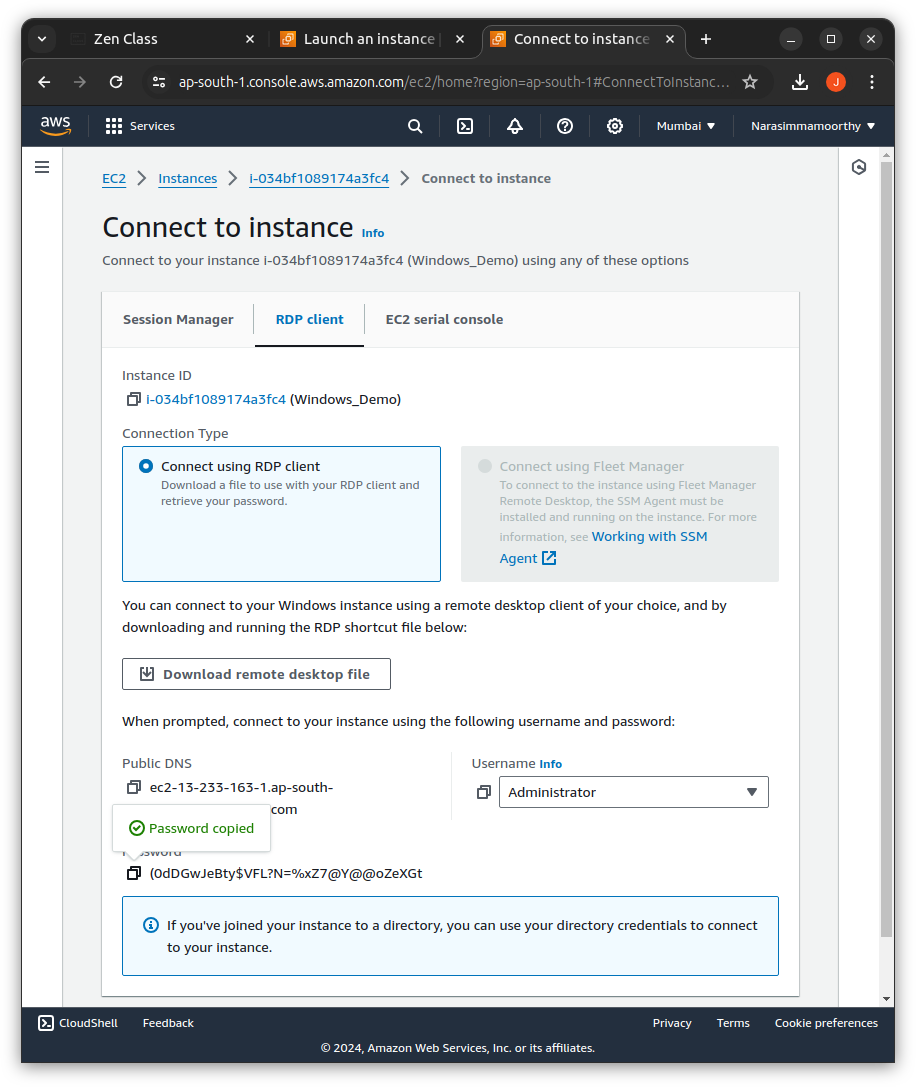 Zen Class
Launch an instance
Connect to instance
ap-south-1.console.aws.amazon.com/ec2/home?region=ap-south-1#ConnectToInstanc...
J
aws
Services
Mumbai
Narasimmamoorthy
EC2 > Instances > i-034bf1089174a3fc4 > Connect to instance
Connect to instance Info
Connect to your instance i-034bf1089174a3fc4 (Windows_Demo) using any of these options
Session Manager
RDP client
EC2 serial console
Instance ID
i-034bf1089174a3fc4 (Windows_Demo)
Connection Type
Connect using RDP client
Download a file to use with your RDP client and
retrieve your password.
Connect using Fleet Manager
To connect to the instance using Fleet Manager
Remote Desktop, the SSM Agent must be
installed and running on the instance. For more
information, see Working with SSM
Agent
You can connect to your Windows instance using a remote desktop client of your choice, and by
downloading and running the RDP shortcut file below:
Download remote desktop file
When prompted, connect to your instance using the following username and password:
Public DNS
ec2-13-233-163-1.ap-south-
com
Username Info
Administrator
Password copied
Password
(0dDGwJeBty$VFL?N=%xZ7@Y@@oZeXGt
If you've joined your instance to a directory, you can use your directory credentials to connect
to your instance.
CloudShell
Feedback
Privacy
Terms
Cookie preferences
© 2024, Amazon Web Services, Inc. or its affiliates.